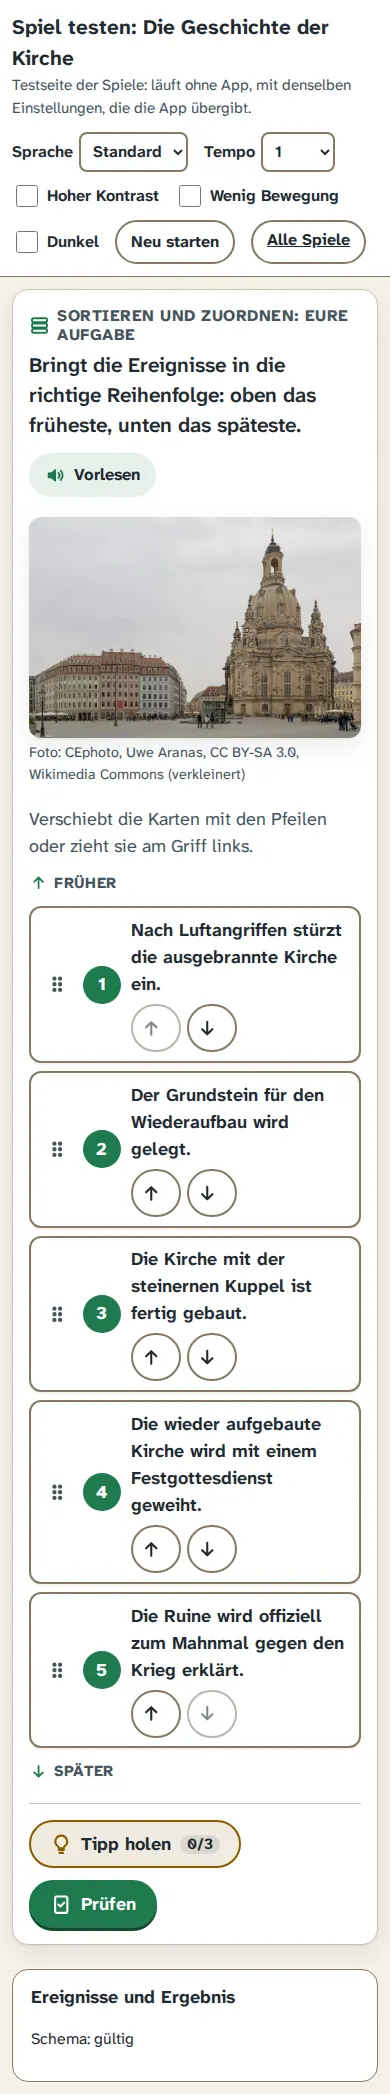 Spiel testen: Die Geschichte der
Kirche
Testseite der Spiele: läuft ohne App, mit denselben
Einstellungen, die die App übergibt.
Sprache Standard Tempo 1
Hoher Kontrast Wenig Bewegung
Dunkel Neu starten Alle Spiele
SORTIEREN UND ZUORDNEN: EURE
AUFGABE
Bringt die Ereignisse in die
richtige Reihenfolge: oben das
früheste, unten das späteste.
Vorlesen
Foto: CEphoto, Uwe Aranas, CC BY-SA 3.0,
Wikimedia Commons (verkleinert)
Verschiebt die Karten mit den Pfeilen
oder zieht sie am Griff links.
FRÜHER
1
Nach Luftangriffen stürzt
die ausgebrannte Kirche
ein.
2
Der Grundstein für den
Wiederaufbau wird
gelegt.
3
Die Kirche mit der
steinernen Kuppel ist
fertig gebaut.
4
Die wieder aufgebaute
Kirche wird mit einem
Festgottesdienst
geweiht.
5
Die Ruine wird offiziell
zum Mahnmal gegen den
Krieg erklärt.
SPÄTER
Tipp holen 0/3
Prüfen
Ereignisse und Ergebnis
Schema: gültig